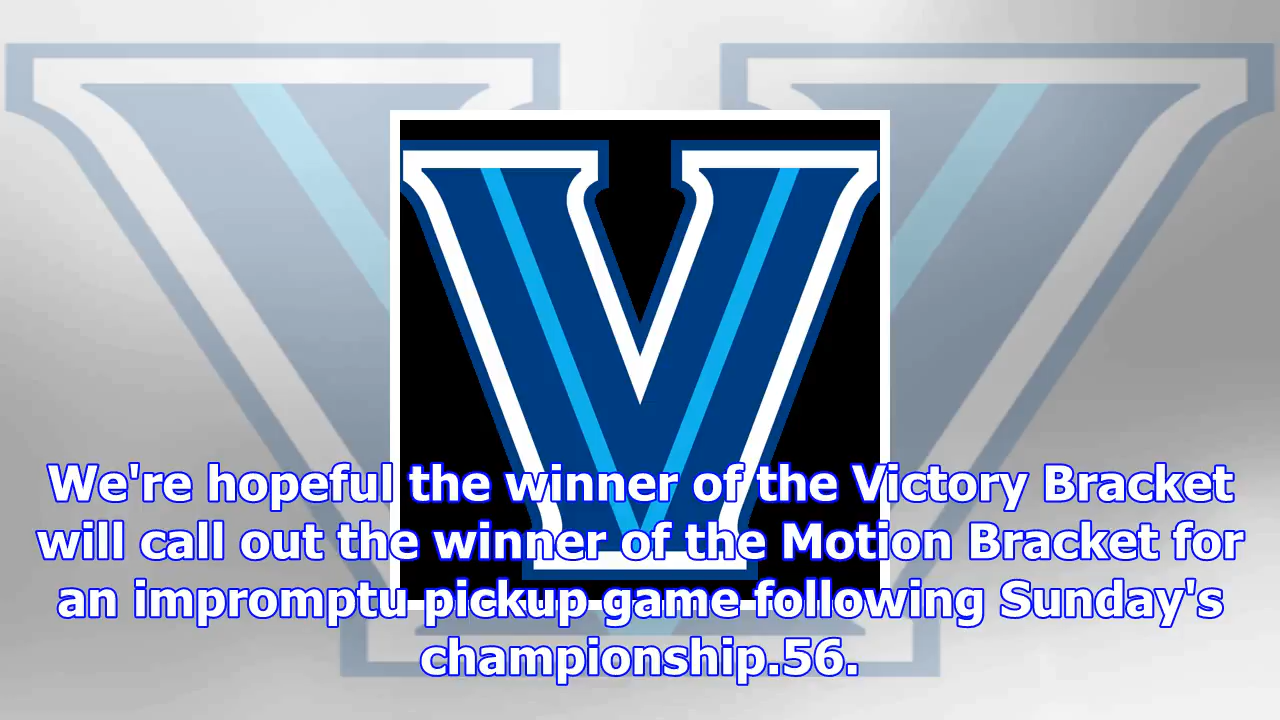 V
We're hopeful the winner of the Victory Bracket
will call out the winner of the Motion Bracket for
an impromptu pickup game following Sunday's
championship.56.